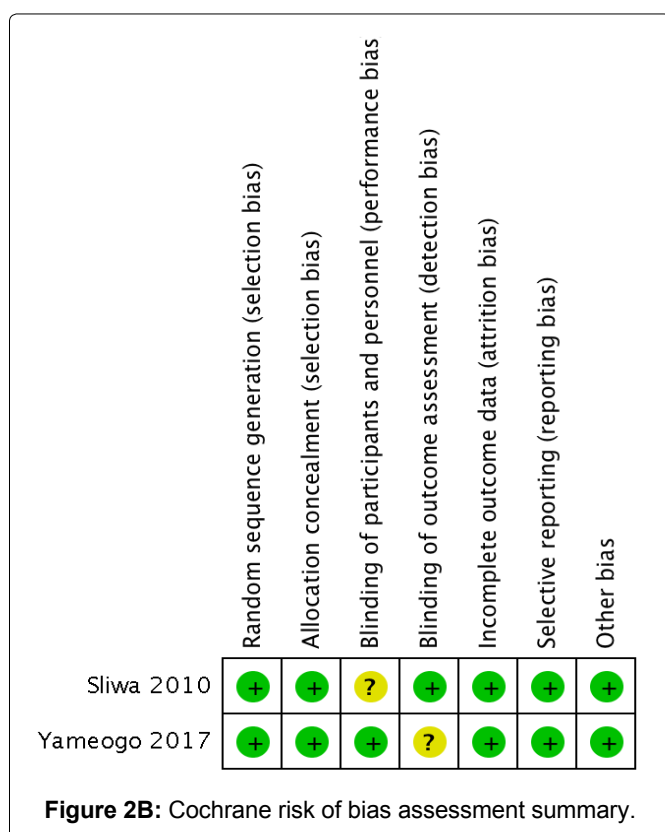 Random sequence generation (selection bias)
Allocation concealment (selection bias)
Blinding of participants and personnel (performance bias
Blinding of outcome assessment (detection bias)
Incomplete outcome data (attrition bias)
Selective reporting (reporting bias)
Other bias
Sliwa 2010 + + ? + + + +
Yameogo 2017 + + + ? + + +
Figure 2B: Cochrane risk of bias assessment summary.